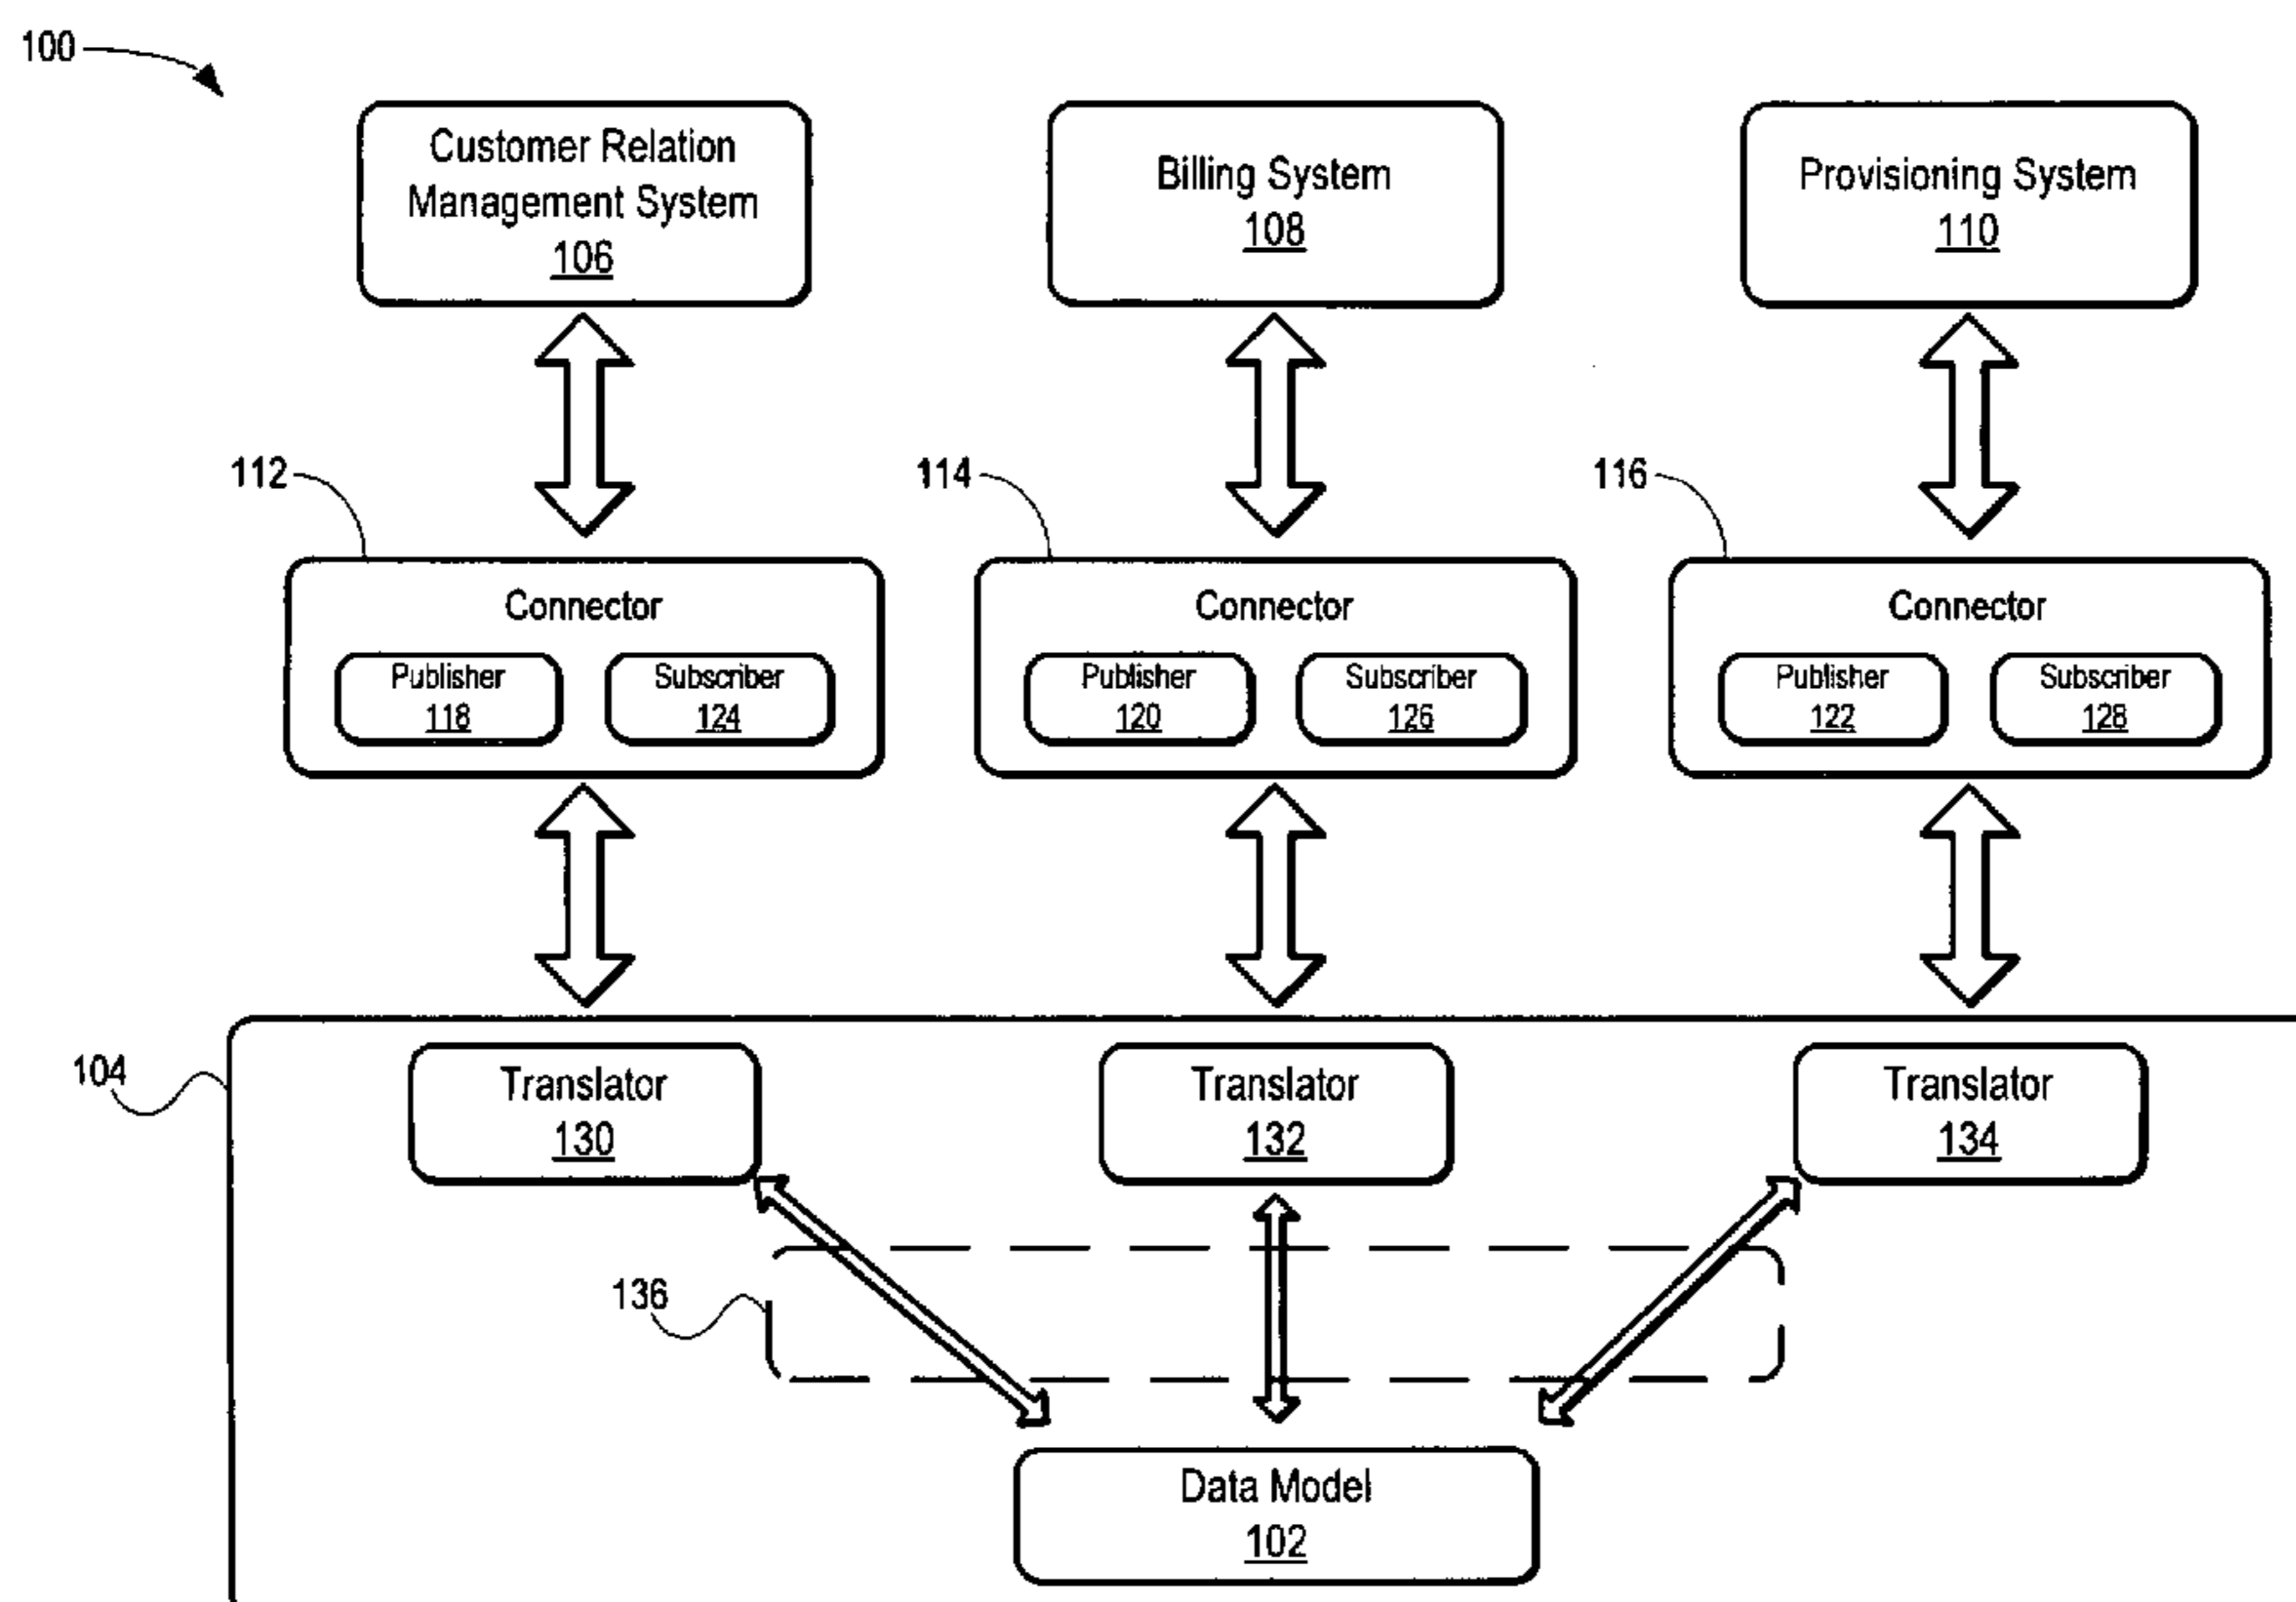 100
Customer Relation
Management System
106
Billing System
108
Provisioning System
110
112
Connector
Publisher
118
Subscriber
124
114
Connector
Publisher
120
Subscriber
126
116
Connector
Publisher
122
Subscriber
128
104
Translator
130
Translator
132
Translator
134
136
Data Model
102